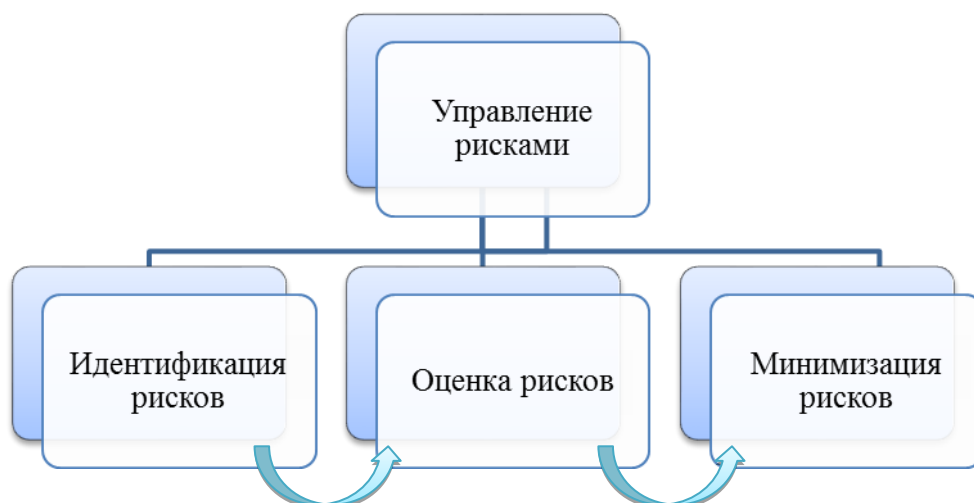 Управление
рисками
Идентификация
рисков
Оценка рисков
Минимизация
рисков